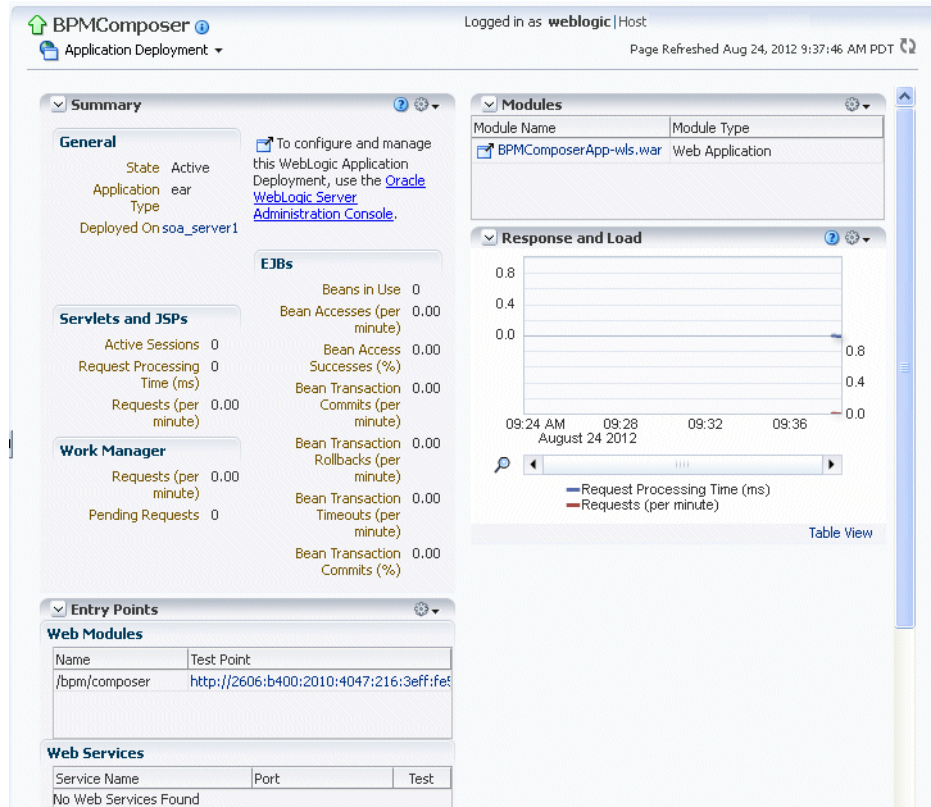 BPMComposer
Logged in as weblogic|Host
Application Deployment
Page Refreshed Aug 24, 2012 9:37:46 AM PDT
Summary
General
State Active
Application Type ear
Deployed On soa_server1
To configure and manage
this WebLogic Application
Deployment, use the Oracle
WebLogic Server
Administration Console.
Servlets and JSPs
Active Sessions 0
Request Processing
Time (ms) 0
Requests (per
minute) 0.00
Work Manager
Requests (per
minute) 0.00
Pending Requests 0
EJBs
Beans in Use 0
Bean Accesses (per
minute) 0.00
Bean Access
Successes (%) 0.00
Bean Transaction
Commits (per
minute) 0.00
Bean Transaction
Rollbacks (per
minute) 0.00
Bean Transaction
Timeouts (per
minute) 0.00
Bean Transaction
Commits (%) 0.00
Entry Points
Web Modules
Name Test Point
/bpm/composer http://2606:b400:2010:4047:216:3eff:fe5
Web Services
Service Name Port Test
No Web Services Found
Modules
Module Name Module Type
BPMComposerApp-wls.war Web Application
Response and Load
0.8
0.4
0.0
0.8
0.4
0.0
09:24 AM 09:28 09:32 09:36
August 24 2012
Request Processing Time (ms)
Requests (per minute)
Table View